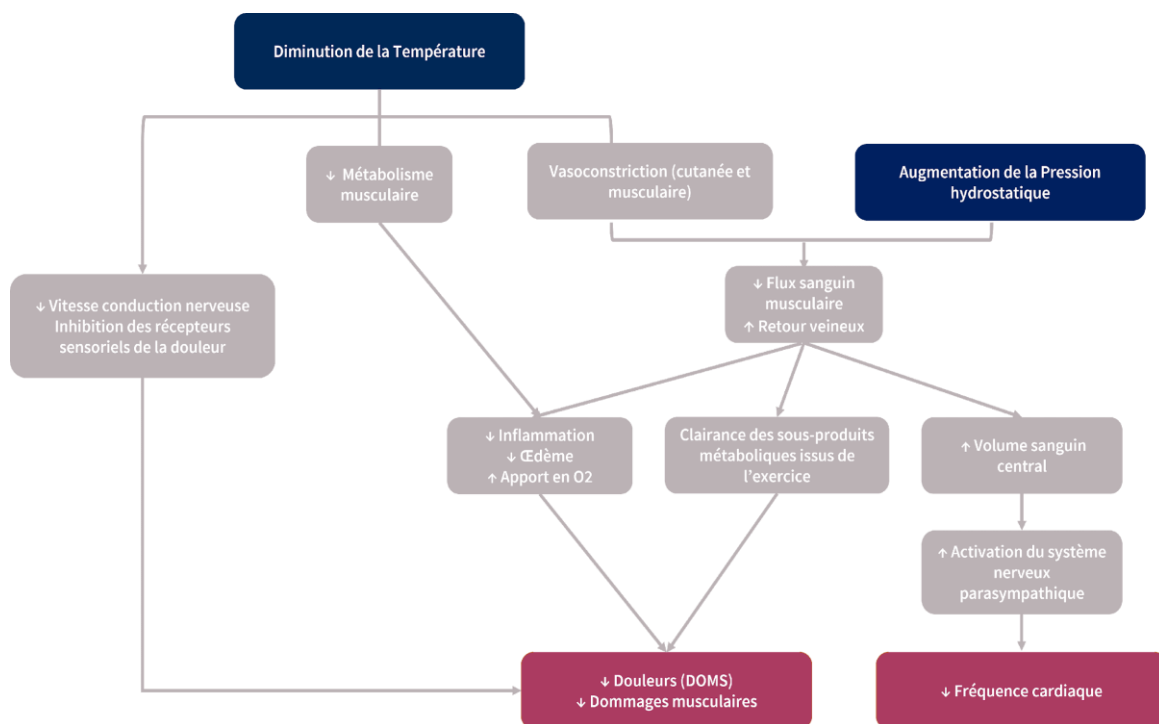 Diminution de la Température
↓ Métabolisme
musculaire
Vasoconstriction (cutanée et
musculaire)
Augmentation de la Pression
hydrostatique
↓ Vitesse conduction nerveuse
Inhibition des récepteurs
sensoriels de la douleur
↓ Flux sanguin
musculaire
↑ Retour veineux
↓ Inflammation
↓ Œdème
↑ Apport en O2
Clairance des sous-produits
métaboliques issus de
l'exercice
↑ Volume sanguin
central
↑ Activation du système
nerveux
parasympathique
↓ Douleurs (DOMS)
↓ Dommages musculaires
↓ Fréquence cardiaque